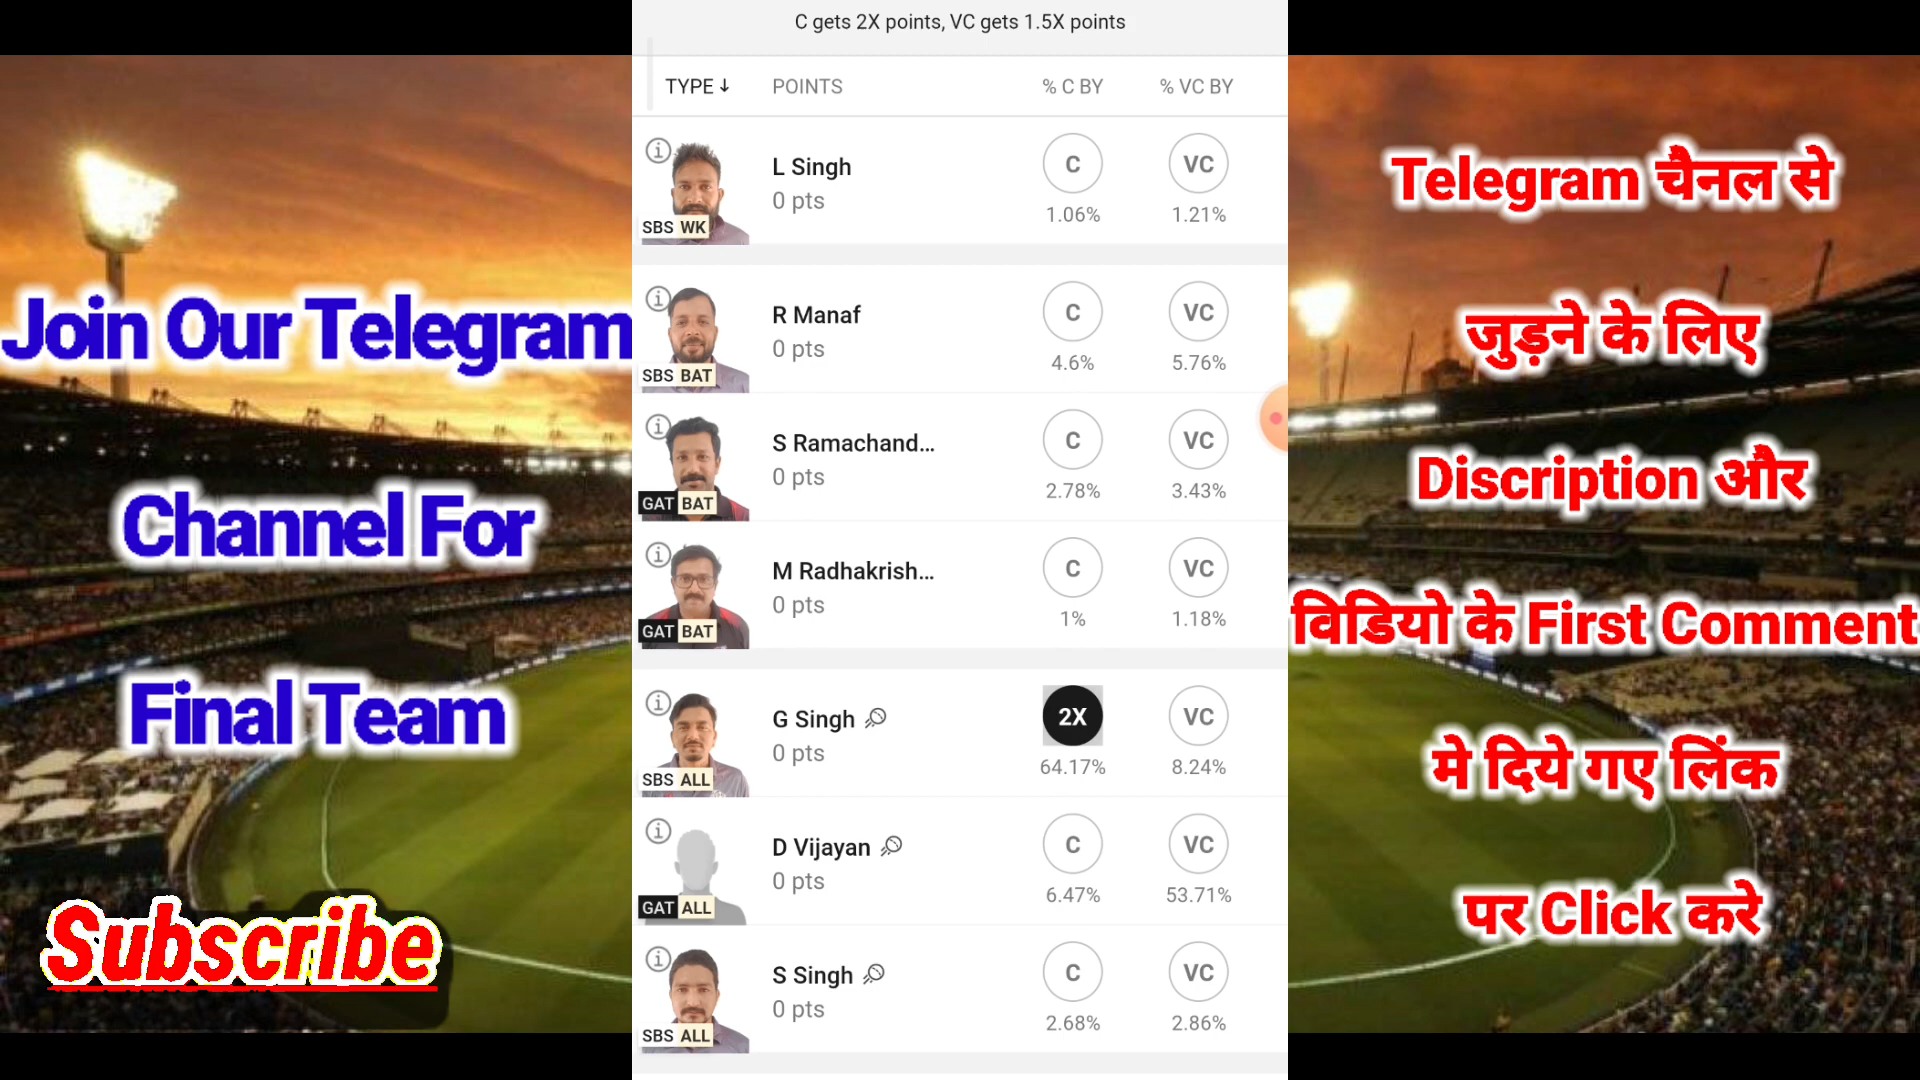 C gets 2X points, VC gets 1.5X points
TYPE↓ POINTS % C BY % VC BY
L Singh
0 pts
SBS WK
C
VC
1.06%
1.21%
R Manaf
0 pts
SBS BAT
C
VC
4.6%
5.76%
S Ramachand...
0 pts
GAT BAT
C
VC
2.78%
3.43%
M Radhakrish...
0 pts
GAT BAT
C
VC
1%
1.18%
G Singh
0 pts
SBS ALL
2X
VC
64.17%
8.24%
D Vijayan
0 pts
GAT ALL
C
VC
6.47%
53.71%
S Singh
0 pts
SBS ALL
C
VC
2.68%
2.86%
Join Our Telegram
Channel For
Final Team
Subscribe
Telegram चैनल से
जुड़ने के लिए
Discription और
विडियो के First Comment
मे दिये गए लिंक
पर Click करे